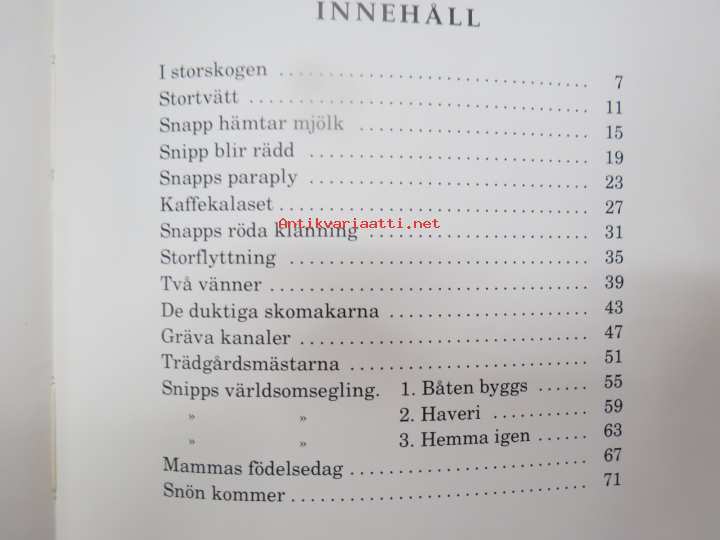 INNEHÅLL
I storskogen ................................ 7
Stortvätt ................................ 11
Snapp hämtar mjölk ........................ 15
Snipp blir rädd ............................ 19
Snapps paraply ............................ 23
Kaffekalaset ................................ 27
Antikvariaatti.net
Snapps röda klänning ...................... 31
Storflyttning ................................ 35
Två vänner ................................ 39
De duktiga skomakarna .................... 43
Gräva kanaler ............................ 47
Trädgårdsmästarna ........................ 51
Snipps världsomsegling. 1. Båten byggs ...... 55
» » 2. Haveri ........... 59
» » 3. Hemma igen ...... 63
Mammas födelsedag ........................ 67
Snön kommer ............................ 71